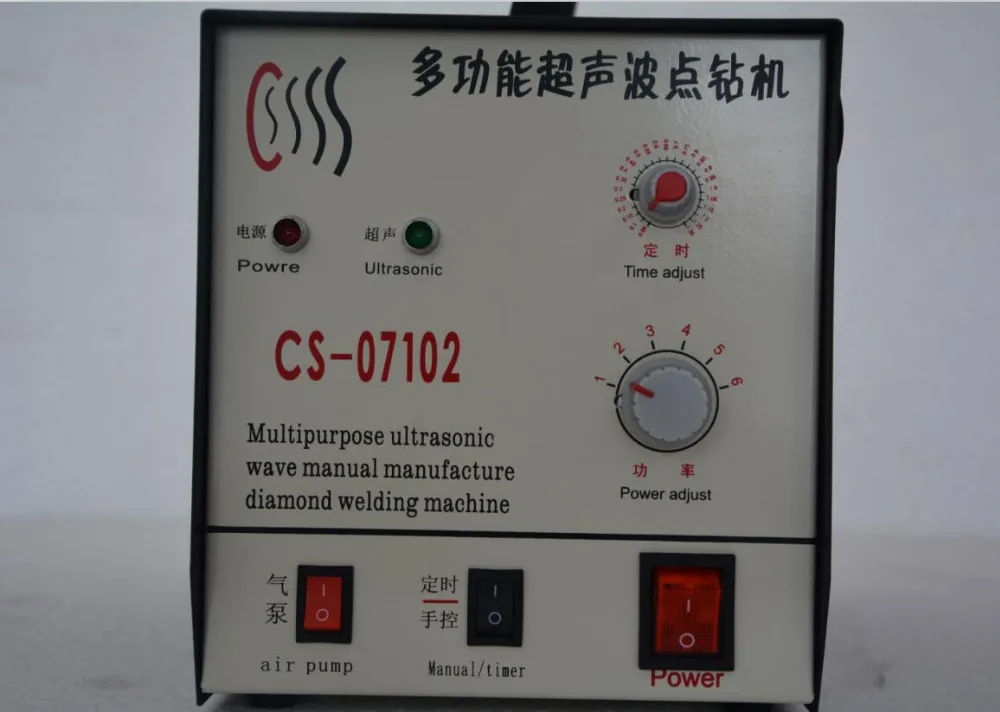 多功能超声波点钻机
CSSS
电源
Powre
超声
Ultrasonic
定时
Time adjust
CS-07102
1 2 3 4 5 6
功率
Power adjust
Multipurpose ultrasonic
wave manual manufacture
diamond welding machine
气
泵
I
O
air pump
定时
手控
I
O
Manual/timer
I
O
Power